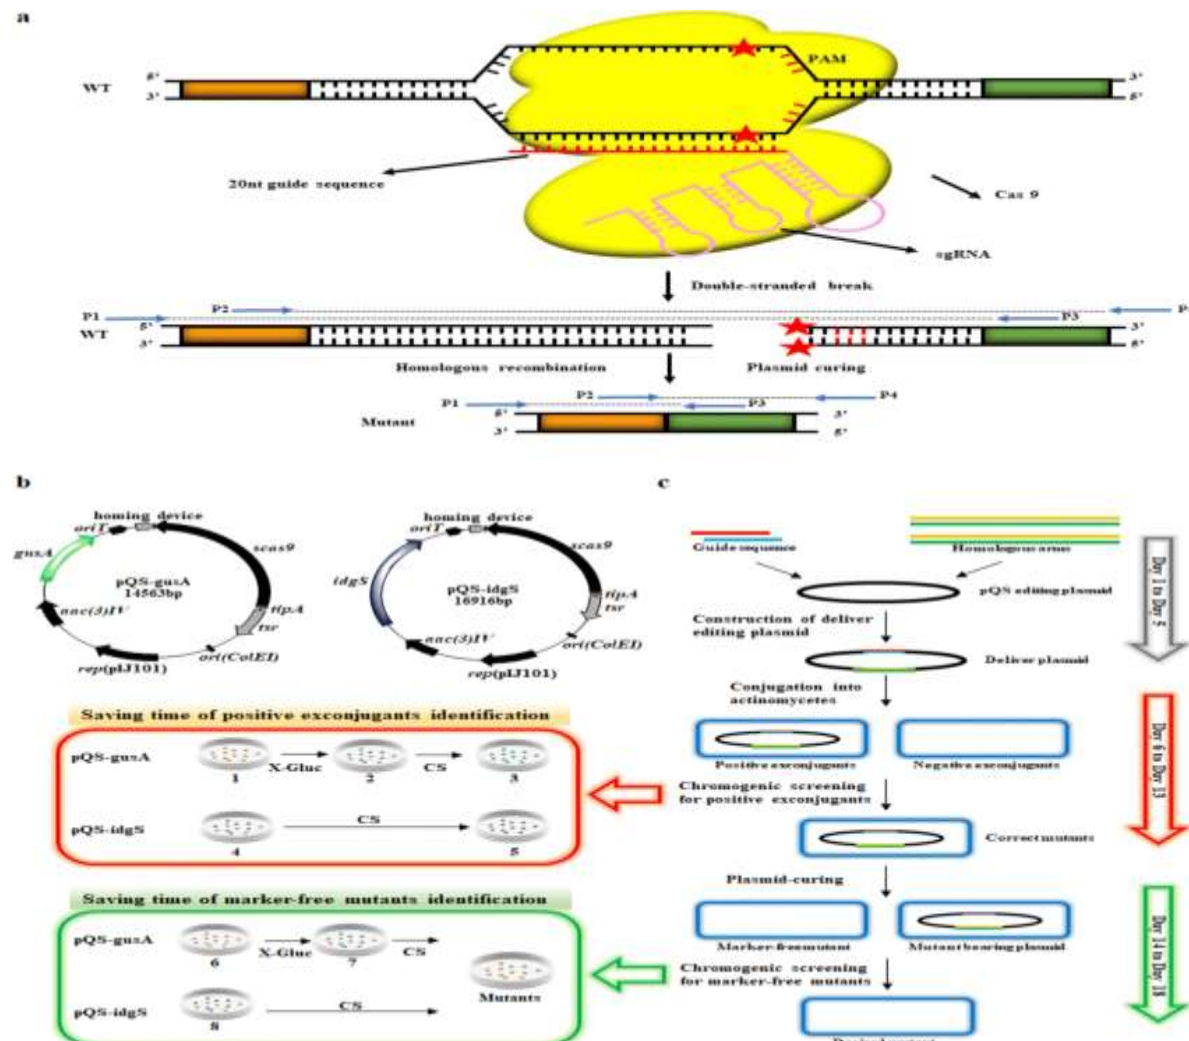 a
WT
5'
3'
PAM
3'
5'
20nt guide sequence
Cas 9
sgRNA
Double-stranded break
P1
P2
P3
P
WT
5'
3'
3'
5'
Homologous recombination
Plasmid curing
P1
P2
P3
P4
Mutant
5'
3'
3'
5'
b
homing device
oriT
gusA
scas9
pQS-gusA
14563bp
aac(3)IV
tipA
tsr
ori(ColEI)
rep(pIJ101)
homing device
oriT
idgS
scas9
pQS-idgS
16916bp
aac(3)IV
tipA
tsr
ori(ColEI)
rep(pIJ101)
Saving time of positive exconjugants identification
pQS-gusA
X-Gluc
CS
1
2
3
pQS-idgS
CS
4
5
Saving time of marker-free mutants identification
pQS-gusA
X-Gluc
CS
6
7
Mutants
pQS-idgS
CS
8
c
Guide sequence
Homologous arms
pQS editing plasmid
Construction of deliver
editing plasmid
Deliver plasmid
Conjugation into
actinomycetes
Positive exconjugants
Negative exconjugants
Chromogenic screening
for positive exconjugants
Correct mutants
Plasmid-curing
Marker-free mutant
Mutant bearing plasmid
Chromogenic screening
for marker-free mutants
Day 1 to Day 5
Day 6 to Day 13
Day 14 to Day 18